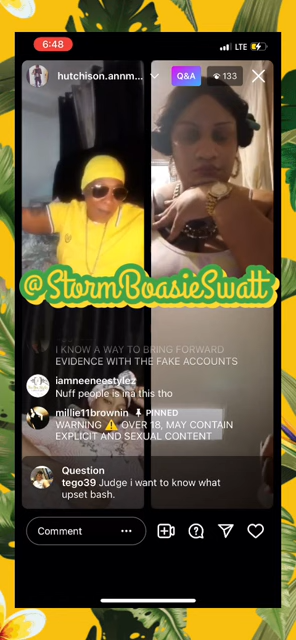 6:48
LTE
hutchison.annm...
Q&A
133
@StormBoasieSwatt
I KNOW A WAY TO BRING FORWARD
EVIDENCE WITH THE FAKE ACCOUNTS
iamneeneestylez
Nuff people is ina this tho
millie11brownin PINNED
WARNING ⚠️ OVER 18, MAY CONTAIN
EXPLICIT AND SEXUAL CONTENT
Question
tego39 Judge i want to know what
upset bash.
Comment